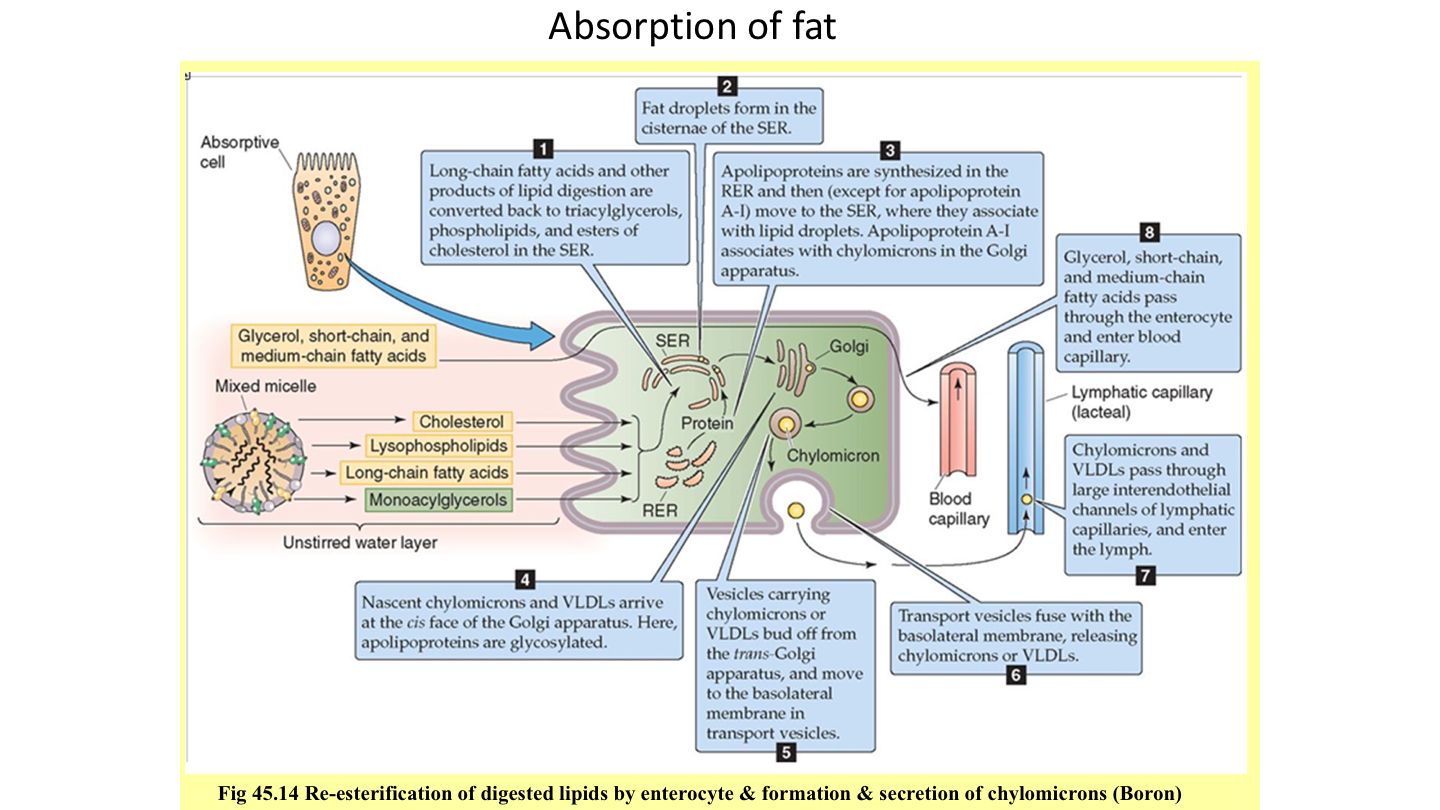 Absorption of fat
Absorptive
cell
1
Long-chain fatty acids and other
products of lipid digestion are
converted back to triacylglycerols,
phospholipids, and esters of
cholesterol in the SER.
2
Fat droplets form in the
cisternae of the SER.
3
Apolipoproteins are synthesized in the
RER and then (except for apolipoprotein
A-I) move to the SER, where they associate
with lipid droplets. Apolipoprotein A-I
associates with chylomicrons in the Golgi
apparatus.
8
Glycerol, short-chain,
and medium-chain
fatty acids pass
through the enterocyte
and enter blood
capillary.
Glycerol, short-chain, and
medium-chain fatty acids
Mixed micelle
Cholesterol
Lysophospholipids
Long-chain fatty acids
Monoacylglycerols
Unstirred water layer
SER
Golgi
Protein
Chylomicron
RER
Blood
capillary
Lymphatic capillary
(lacteal)
Chylomicrons and
VLDLs pass through
large interendothelial
channels of lymphatic
capillaries, and enter
the lymph.
7
4
Nascent chylomicrons and VLDLs arrive
at the cis face of the Golgi apparatus. Here,
apolipoproteins are glycosylated.
Vesicles carrying
chylomicrons or
VLDLs bud off from
the trans-Golgi
apparatus, and move
to the basolateral
membrane in
transport vesicles.
5
Transport vesicles fuse with the
basolateral membrane, releasing
chylomicrons or VLDLs.
6
Fig 45.14 Re-esterification of digested lipids by enterocyte & formation & secretion of chylomicrons (Boron)